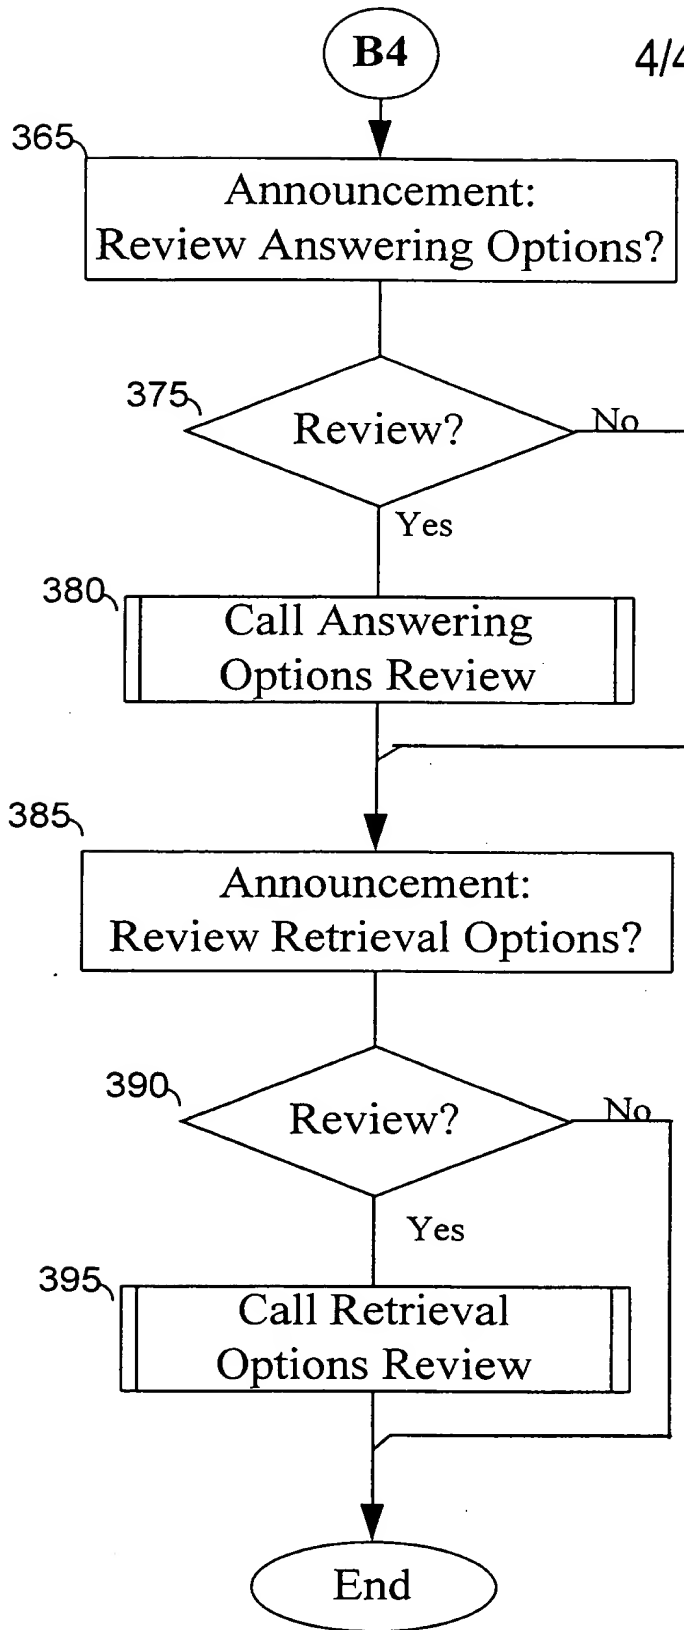 B4
4/4
365
Announcement:
Review Answering Options?
375
Review?
No
Yes
380
Call Answering
Options Review
385
Announcement:
Review Retrieval Options?
390
Review?
No
Yes
395
Call Retrieval
Options Review
End